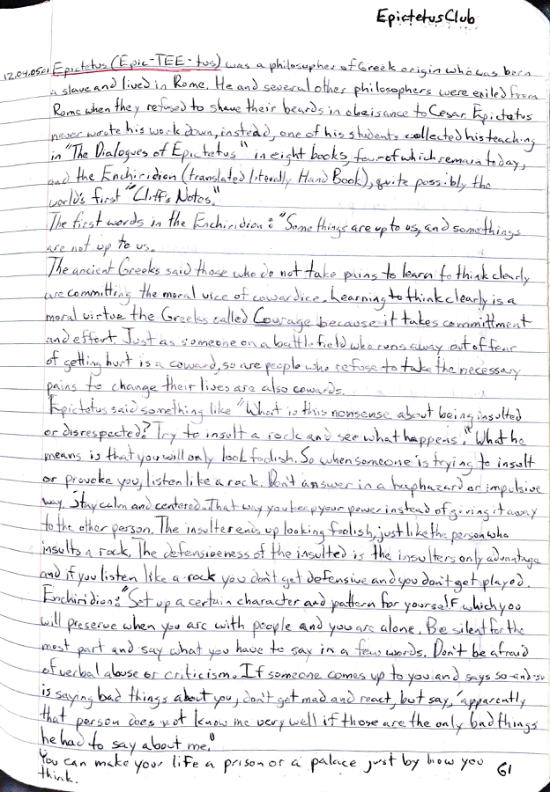 EpictetusClub
12.04.05 Epictetus (Epic-TEE-tus) was a philosopher of Greek origin who was born
a slave and lived in Rome. He and several other philosophers were exiled from
Rome when they refused to shave their beards in obeisance to Cesar. Epictetus
never wrote his work down, instead, one of his students collected his teaching
in "The Dialogues of Epictetus" in eight books, four of which remain today,
and the Enchiridion (translated literally Hand Book), quite possibly the
world's first "Cliff's Notes."
The first words in the Enchiridion: "Some things are up to us, and some things
are not up to us.
The ancient Greeks said those who do not take pains to learn to think clearly
are committing the moral vice of cowardice. Learning to think clearly is a
moral virtue the Greeks called Courage because it takes committment
and effort. Just as someone on a battlefield who runs away out of fear
of getting hurt is a coward, so are people who refuse to take the necessary
pains to change their lives are also cowards.
Epictetus said something like "What is this nonsense about being insulted
or disrespected? Try to insult a rock and see what happens." What he
means is that you will only look foolish. So when someone is trying to insult
or provoke you, listen like a rock. Don't answer in a haphazard or impulsive
way. Stay calm and centered. That way you keep your power instead of giving it away
to the other person. The insulter ends up looking foolish, just like the person who
insults a rock. The defensiveness of the insulted is the insulters only advantage
and if you listen like a rock you don't get defensive and you don't get played.
Enchiridion: "Set up a certain character and pattern for yourself which you
will preserve when you are with people and you are alone. Be silent for the
most part and say what you have to say in a few words. Don't be afraid
of verbal abuse or criticism. If someone comes up to you and says so-and-so
is saying bad things about you, don't get mad and react, but say, "apparently
that person does not know me very well if those are the only bad things
he had to say about me."
You can make your life a prison or a palace just by how you
think.
61